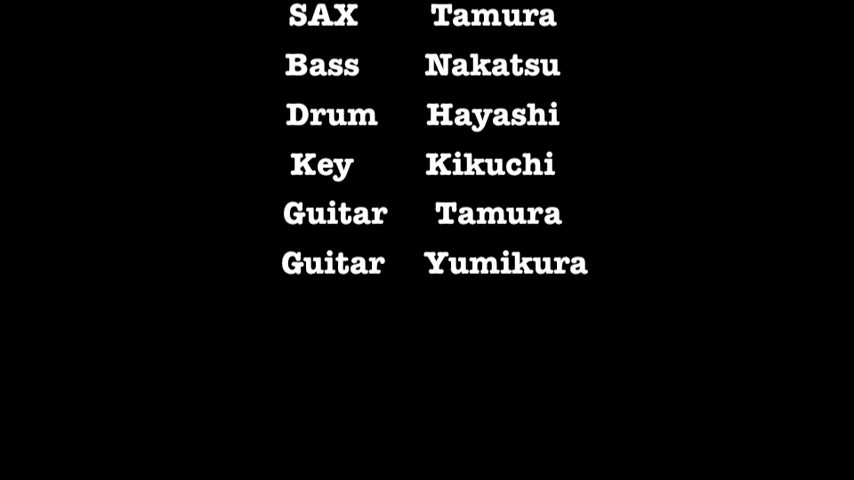 SAX Tamura
Bass Nakatsu
Drum Hayashi
Key Kikuchi
Guitar Tamura
Guitar Yumikura